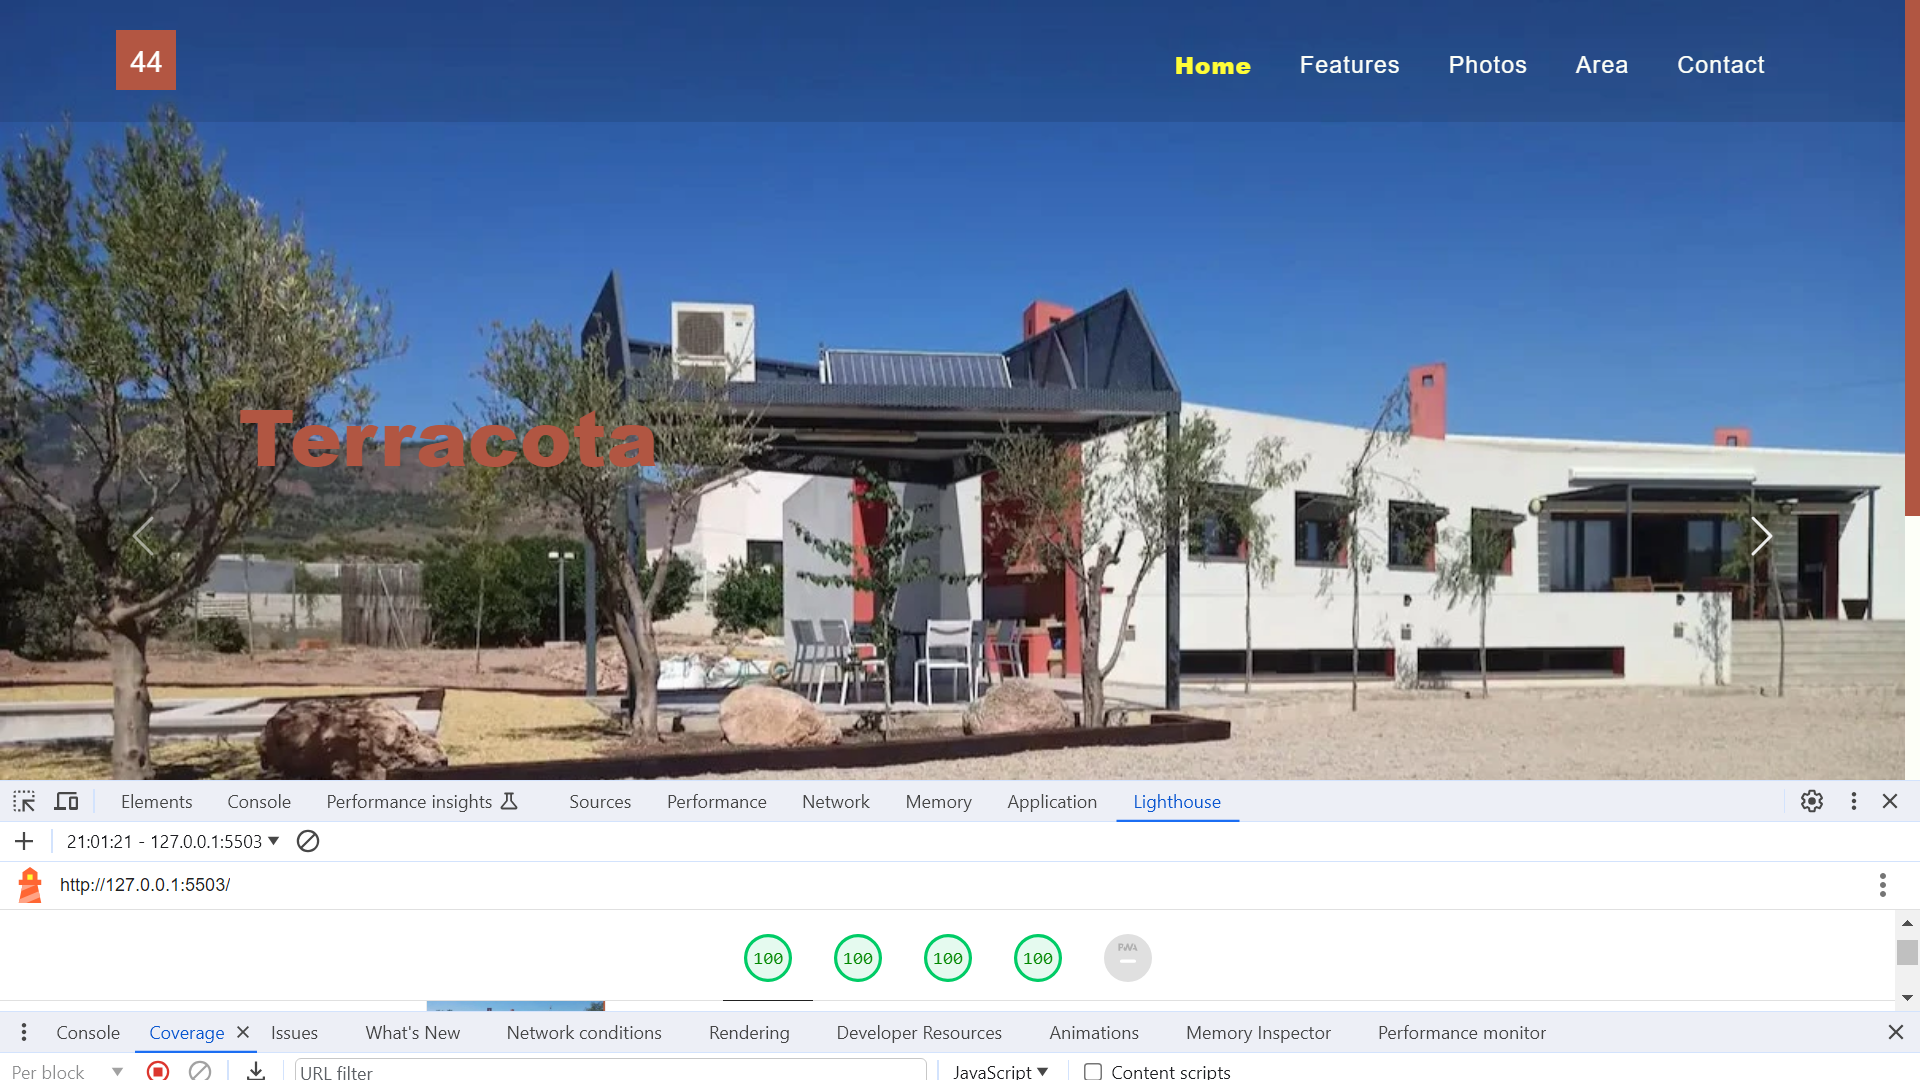 44
Home Features Photos Area Contact
Terracota
Elements Console Performance insights Sources Performance Network Memory Application Lighthouse
21:01:21 - 127.0.0.1:5503
http://127.0.0.1:5503/
100 100 100 100 PWA
Console Coverage Issues What's New Network conditions Rendering Developer Resources Animations Memory Inspector Performance monitor
Per block URL filter JavaScript Content scripts